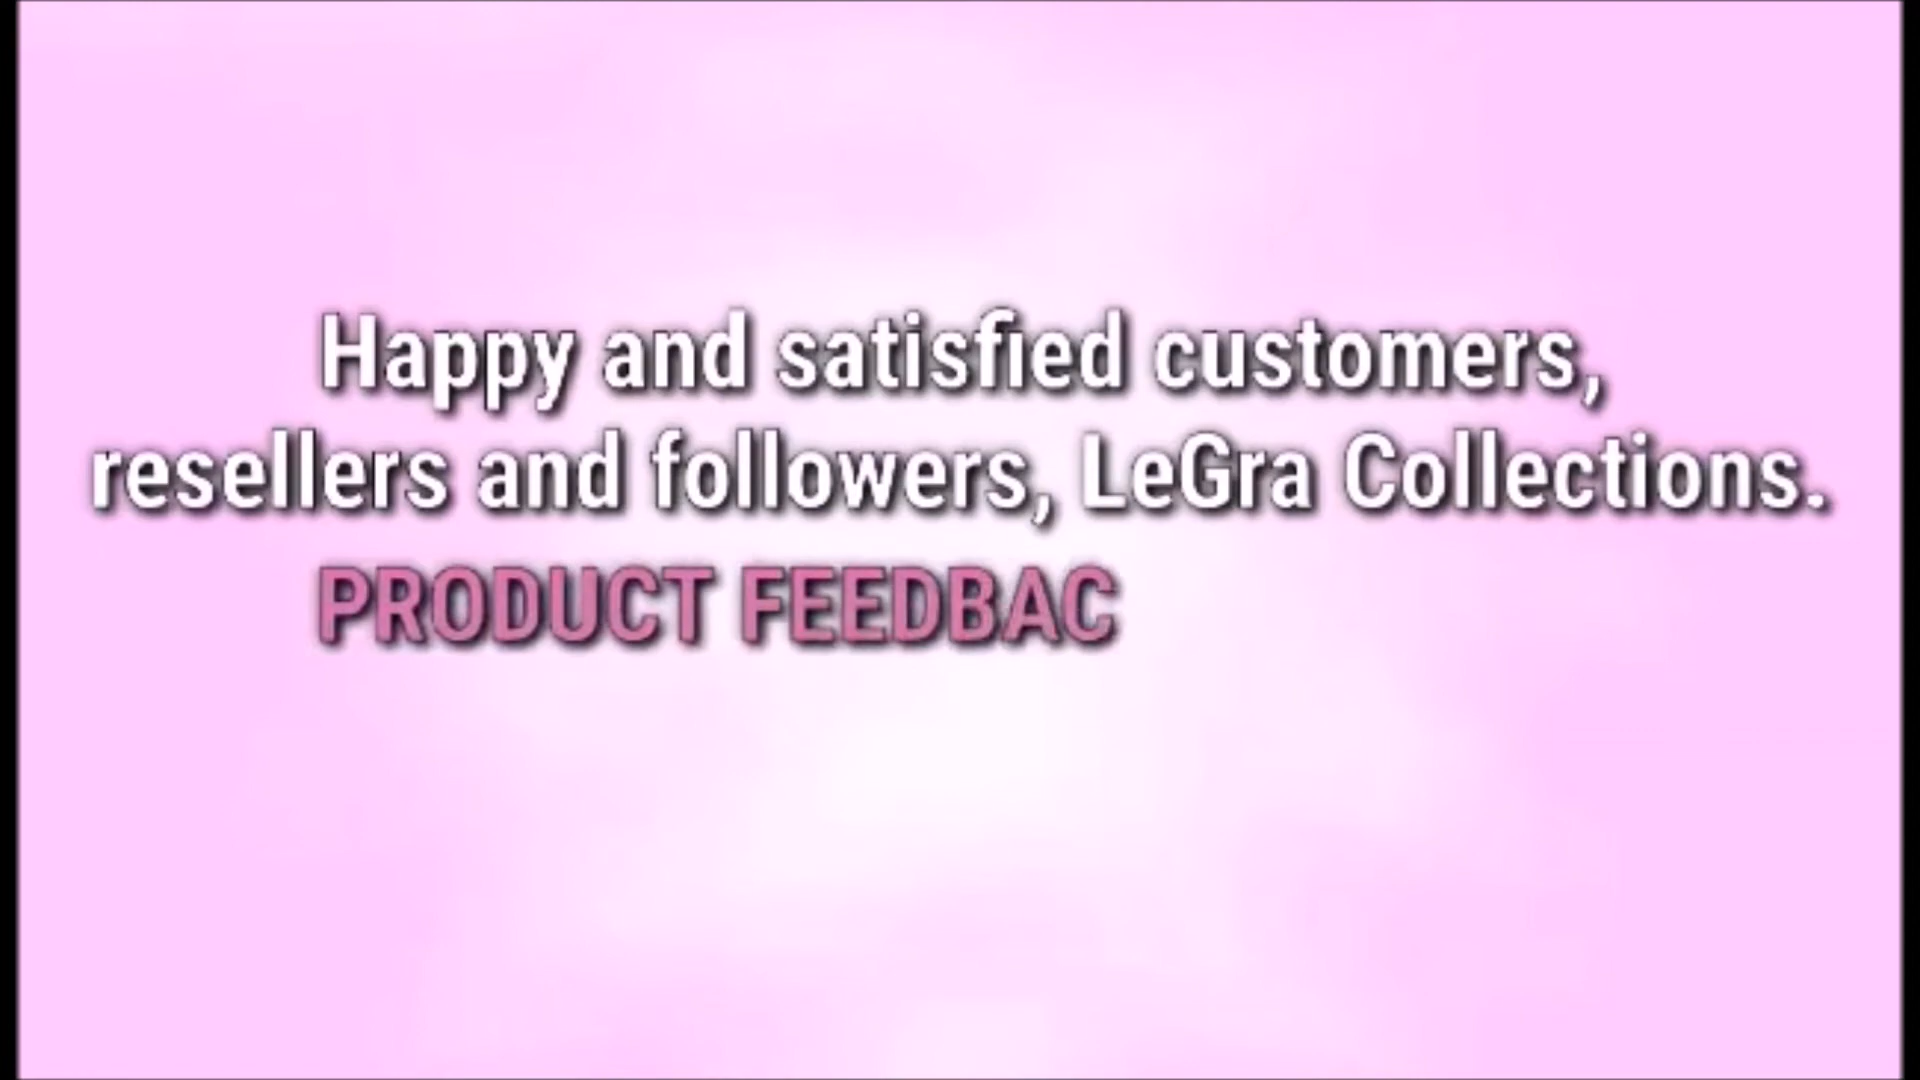 Happy and satisfied customers,
resellers and followers, LeGra Collections.
PRODUCT FEEDBAC